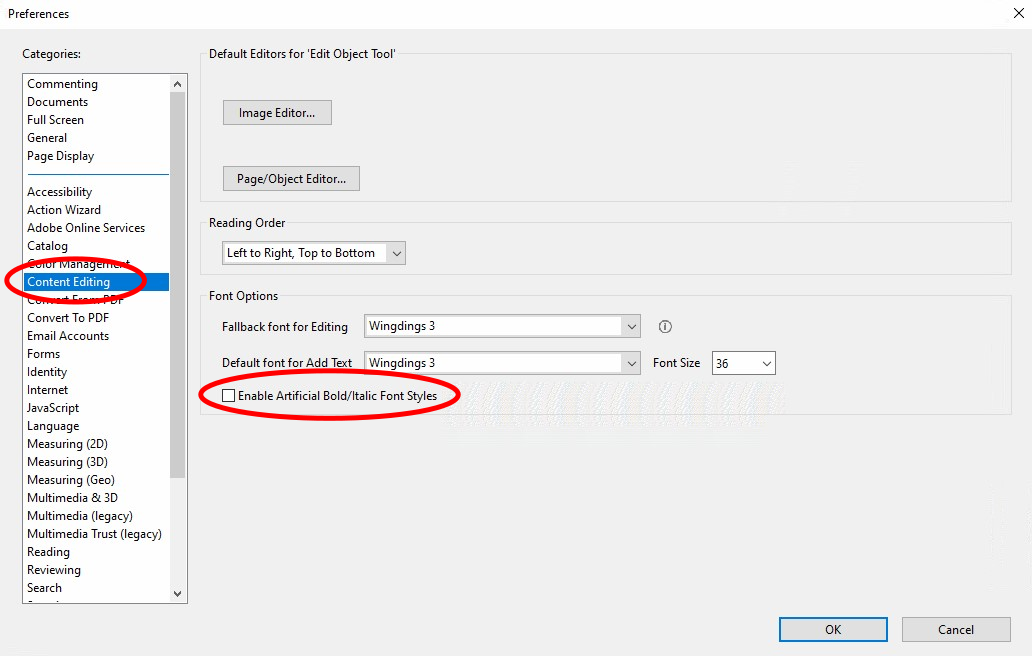 Preferences
Categories:
Commenting
Documents
Full Screen
General
Page Display
Accessibility
Action Wizard
Adobe Online Services
Catalog
Color Management
Content Editing
Convert From PDF
Convert To PDF
Email Accounts
Forms
Identity
Internet
JavaScript
Language
Measuring (2D)
Measuring (3D)
Measuring (Geo)
Multimedia & 3D
Multimedia (legacy)
Multimedia Trust (legacy)
Reading
Reviewing
Search
Default Editors for 'Edit Object Tool'
Image Editor...
Page/Object Editor...
Reading Order
Left to Right, Top to Bottom
Font Options
Fallback font for Editing Wingdings 3
Default font for Add Text Wingdings 3 Font Size 36
Enable Artificial Bold/Italic Font Styles
OK Cancel